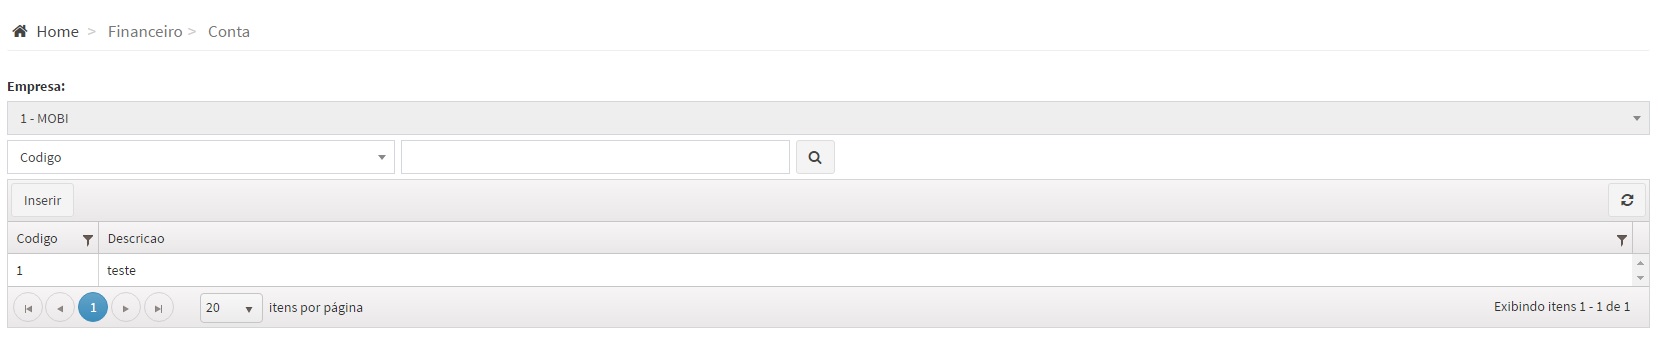 Home > Financeiro > Conta
Empresa:
1 - MOBI
Codigo
Inserir
Codigo Descricao
1 teste
1 20 itens por página Exibindo itens 1 - 1 de 1